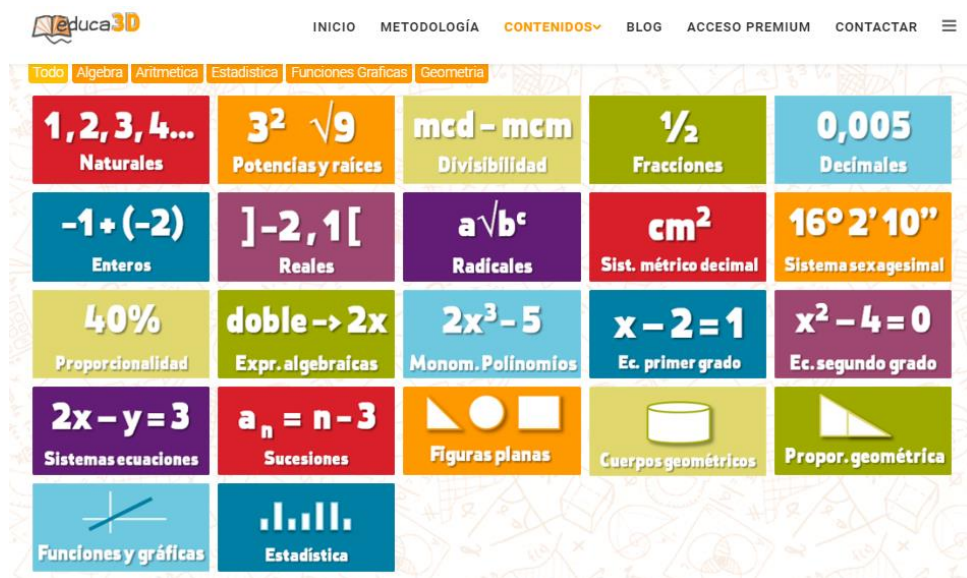 educa3D
INICIO METODOLOGÍA CONTENIDOS BLOG ACCESO PREMIUM CONTACTAR
Todo Algebra Aritmetica Estadistica Funciones Graficas Geometria
1, 2, 3, 4... 3² √9 mcd – mcm ½ 0,005
Naturales Potencias y raíces Divisibilidad Fracciones Decimales
-1 + (-2) ]-2 , 1 [ a√bᶜ cm² 16º 2’ 10”
Enteros Reales Radicales Sist. métrico decimal Sistema sexagesimal
40% doble -> 2x 2x³ – 5 x – 2 = 1 x² – 4 = 0
Proporcionalidad Expr. algebraicas Monom. Polinomios Ec. primer grado Ec. segundo grado
2x – y = 3 aₙ = n – 3
Sistemas ecuaciones Sucesiones Figuras planas Cuerpos geométricos Propor. geométrica
Funciones y gráficas Estadística